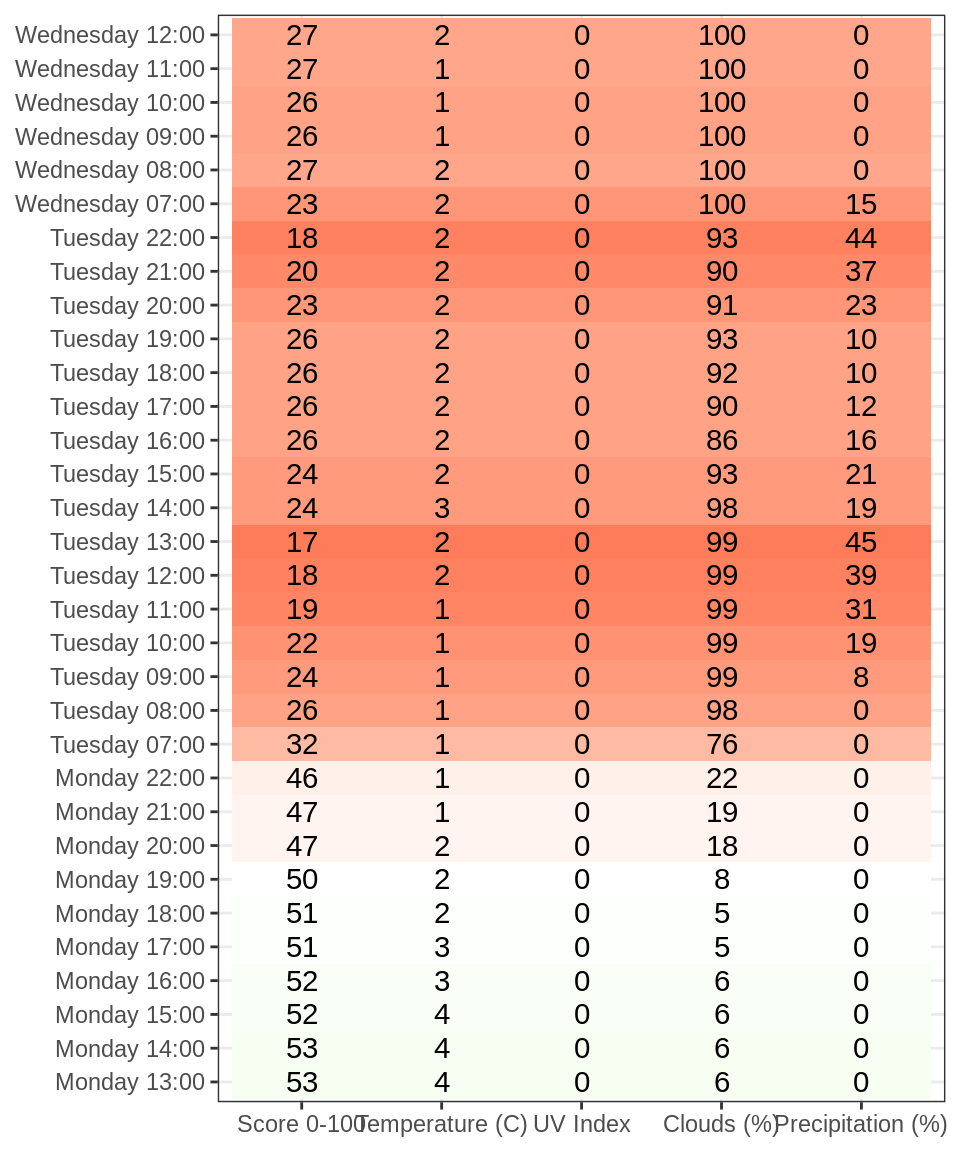 Wednesday 12:00 27 2 0 100 0
Wednesday 11:00 27 1 0 100 0
Wednesday 10:00 26 1 0 100 0
Wednesday 09:00 26 1 0 100 0
Wednesday 08:00 27 2 0 100 0
Wednesday 07:00 23 2 0 100 15
Tuesday 22:00 18 2 0 93 44
Tuesday 21:00 20 2 0 90 37
Tuesday 20:00 23 2 0 91 23
Tuesday 19:00 26 2 0 93 10
Tuesday 18:00 26 2 0 92 10
Tuesday 17:00 26 2 0 90 12
Tuesday 16:00 26 2 0 86 16
Tuesday 15:00 24 2 0 93 21
Tuesday 14:00 24 3 0 98 19
Tuesday 13:00 17 2 0 99 45
Tuesday 12:00 18 2 0 99 39
Tuesday 11:00 19 1 0 99 31
Tuesday 10:00 22 1 0 99 19
Tuesday 09:00 24 1 0 99 8
Tuesday 08:00 26 1 0 98 0
Tuesday 07:00 32 1 0 76 0
Monday 22:00 46 1 0 22 0
Monday 21:00 47 1 0 19 0
Monday 20:00 47 2 0 18 0
Monday 19:00 50 2 0 8 0
Monday 18:00 51 2 0 5 0
Monday 17:00 51 3 0 5 0
Monday 16:00 52 3 0 6 0
Monday 15:00 52 4 0 6 0
Monday 14:00 53 4 0 6 0
Monday 13:00 53 4 0 6 0
Score 0-100 Temperature (C) UV Index Clouds (%) Precipitation (%)